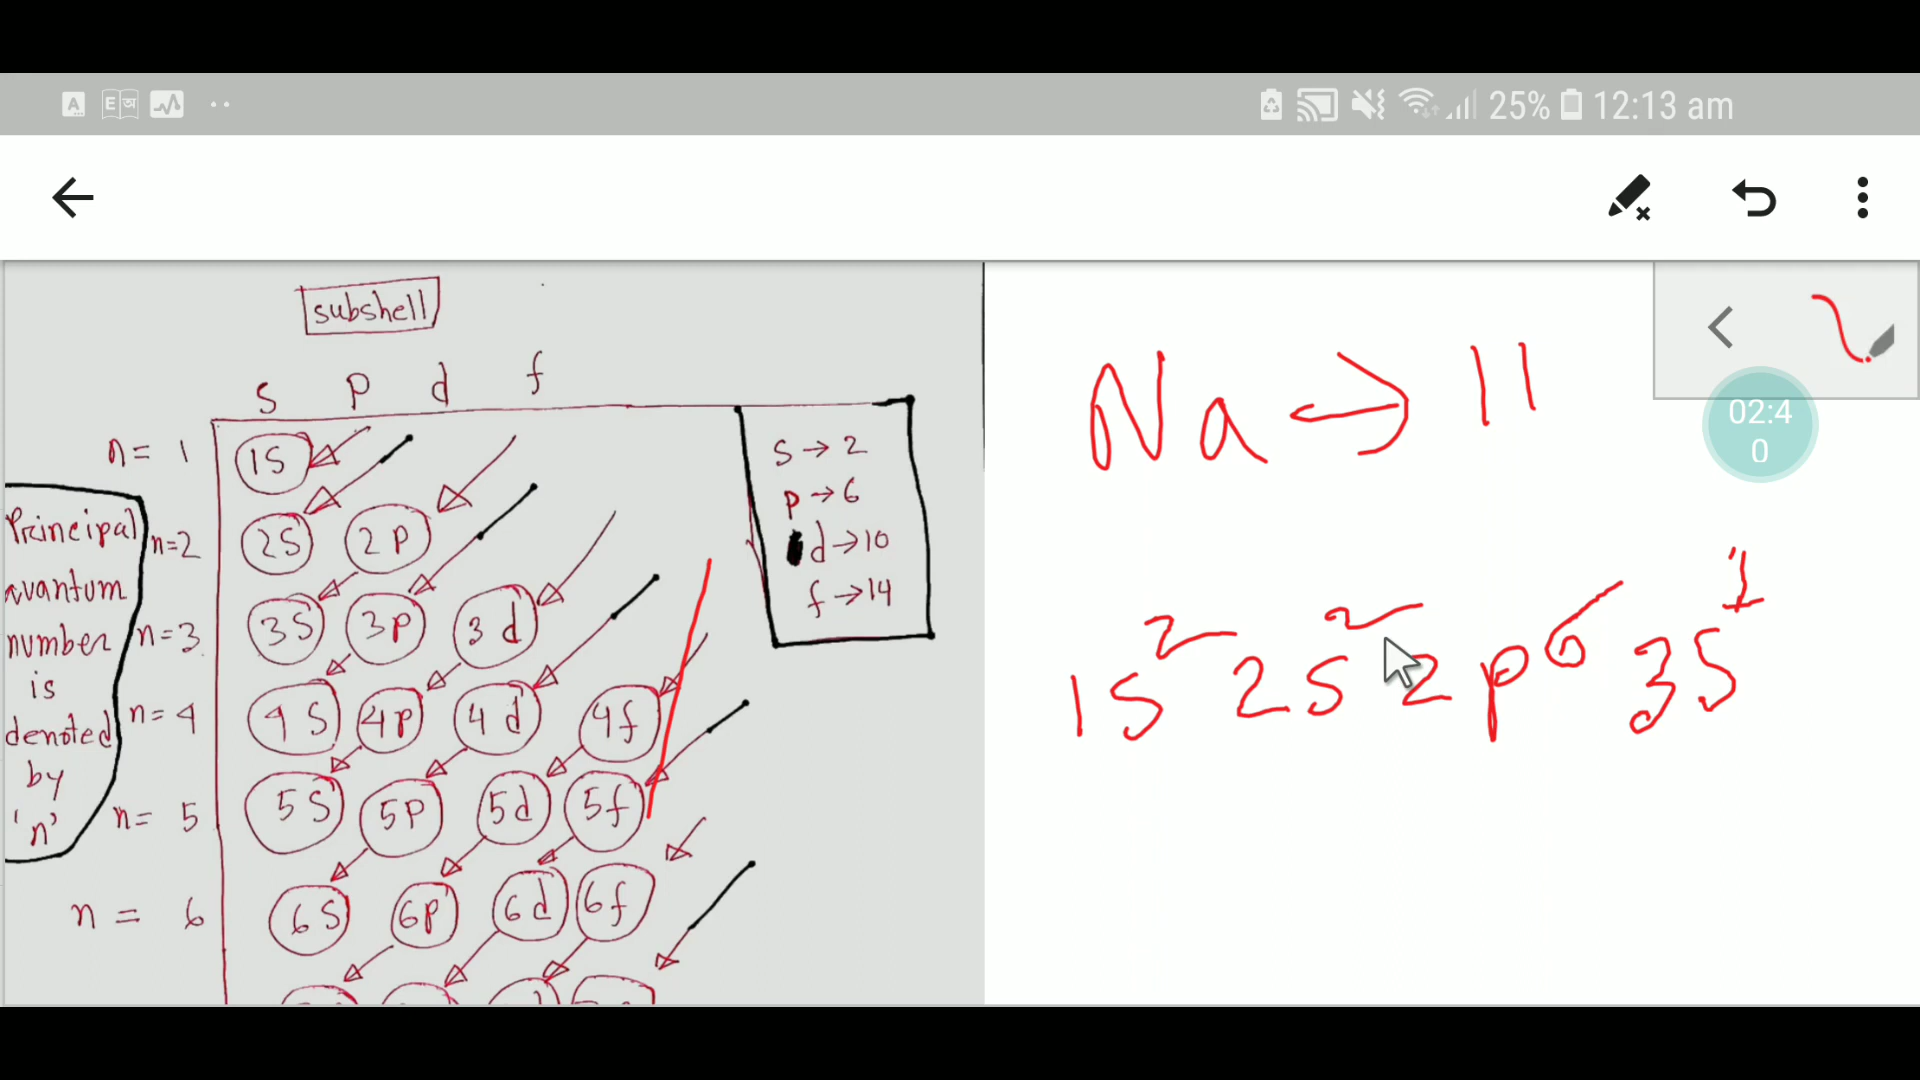 25% 12:13 am
subshell
s p d f
n = 1 1S
n=2 2S 2P
n=3 3S 3P 3d
n=4 4S 4P 4d 4f
n= 5 5S 5P 5d 5f
n = 6 6S 6P 6d 6f
Principal
quantum
number
is
denoted
by
'n'
S → 2
p → 6
d → 10
f → 14
Na → 11
02:4
0
1S² 2S² 2p⁶ 3S¹